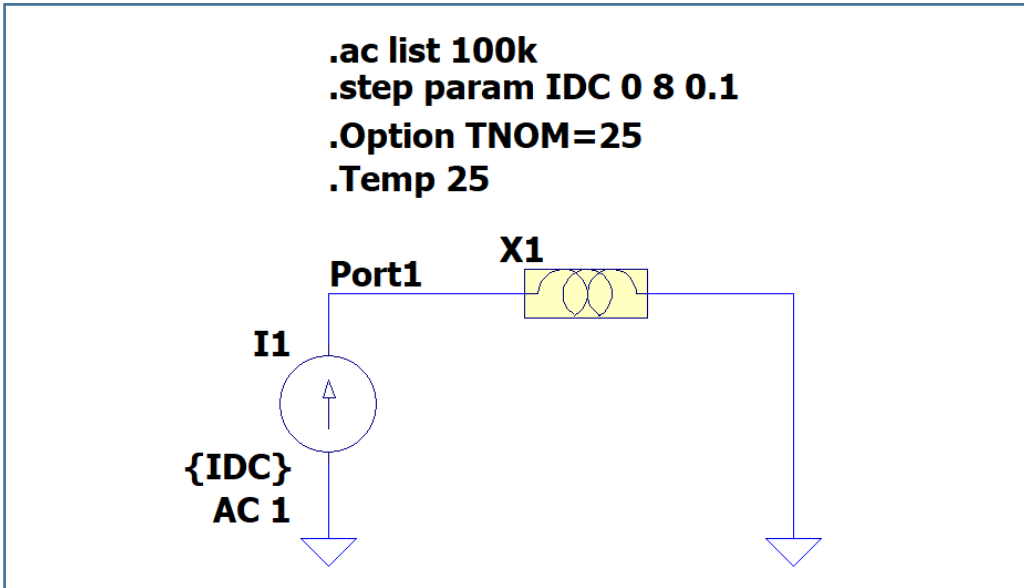 .ac list 100k
.step param IDC 0 8 0.1
.Option TNOM=25
.Temp 25
X1
Port1
I1
{IDC}
AC 1